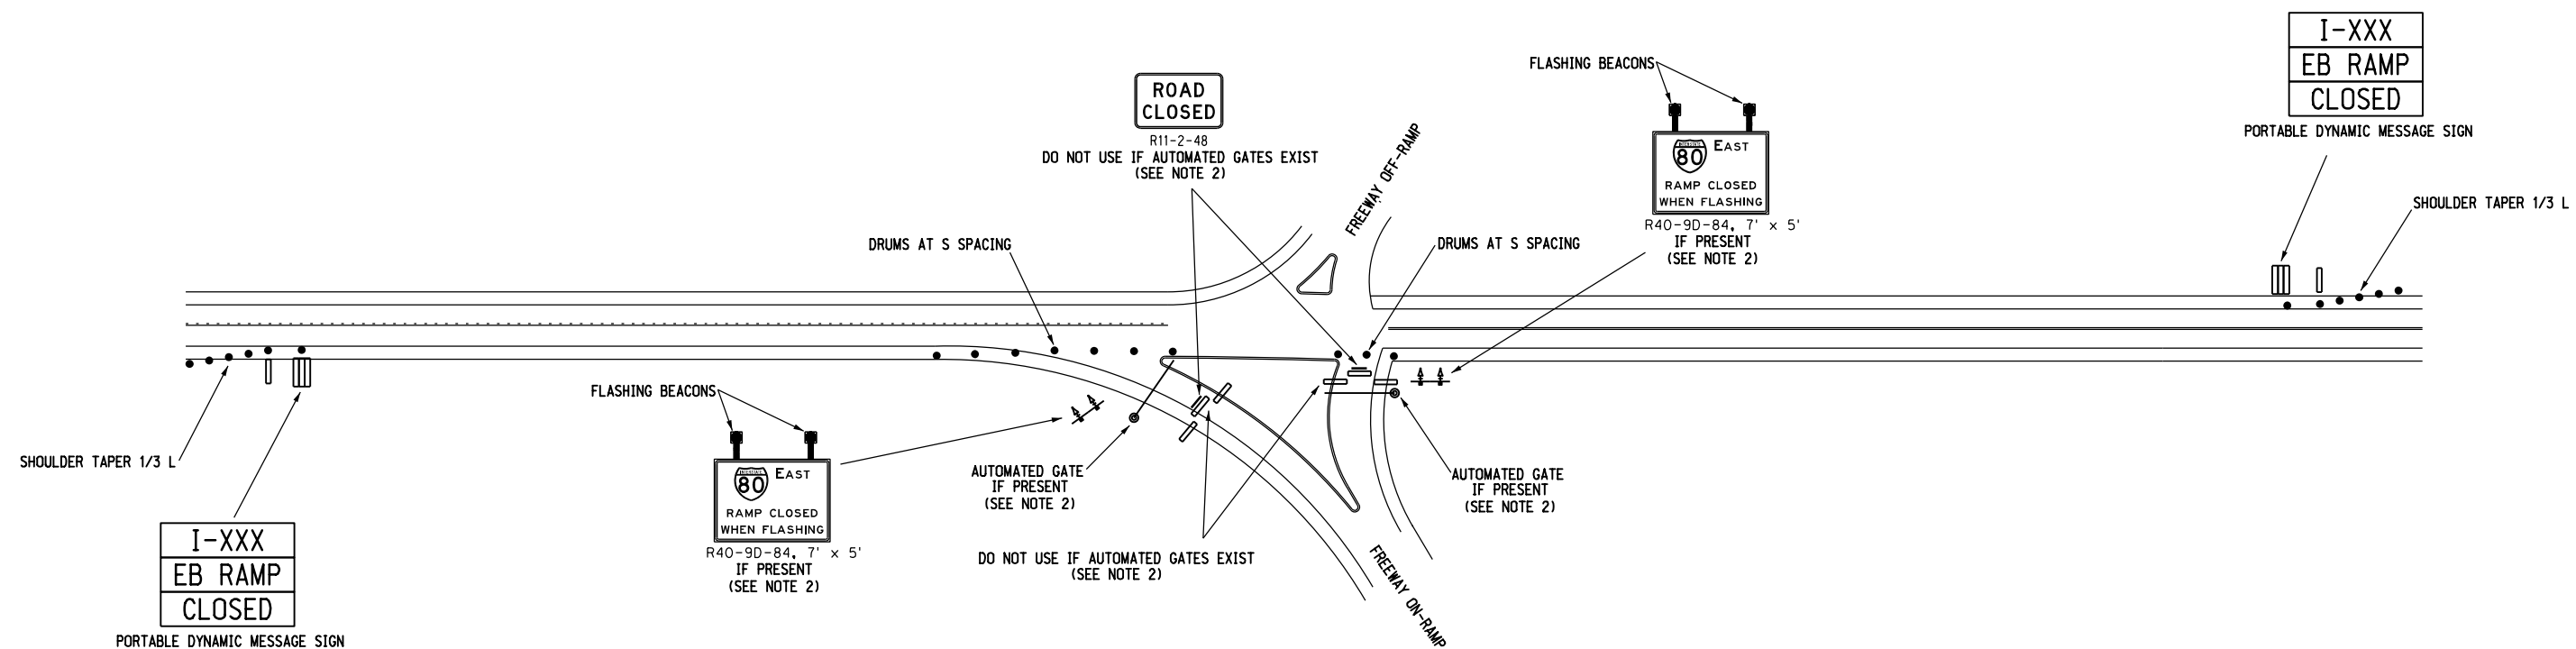 I-XXX
EB RAMP
CLOSED
PORTABLE DYNAMIC MESSAGE SIGN
SHOULDER TAPER 1/3 L
FLASHING BEACONS
INTERSTATE
80 EAST
RAMP CLOSED
WHEN FLASHING
R40-9D-84, 7' x 5'
IF PRESENT
(SEE NOTE 2)
ROAD
CLOSED
R11-2-48
DO NOT USE IF AUTOMATED GATES EXIST
(SEE NOTE 2)
FREEWAY OFF-RAMP
DRUMS AT S SPACING
DRUMS AT S SPACING
FLASHING BEACONS
INTERSTATE
80 EAST
RAMP CLOSED
WHEN FLASHING
R40-9D-84, 7' x 5'
IF PRESENT
(SEE NOTE 2)
AUTOMATED GATE
IF PRESENT
(SEE NOTE 2)
AUTOMATED GATE
IF PRESENT
(SEE NOTE 2)
DO NOT USE IF AUTOMATED GATES EXIST
(SEE NOTE 2)
FREEWAY ON-RAMP
SHOULDER TAPER 1/3 L
I-XXX
EB RAMP
CLOSED
PORTABLE DYNAMIC MESSAGE SIGN